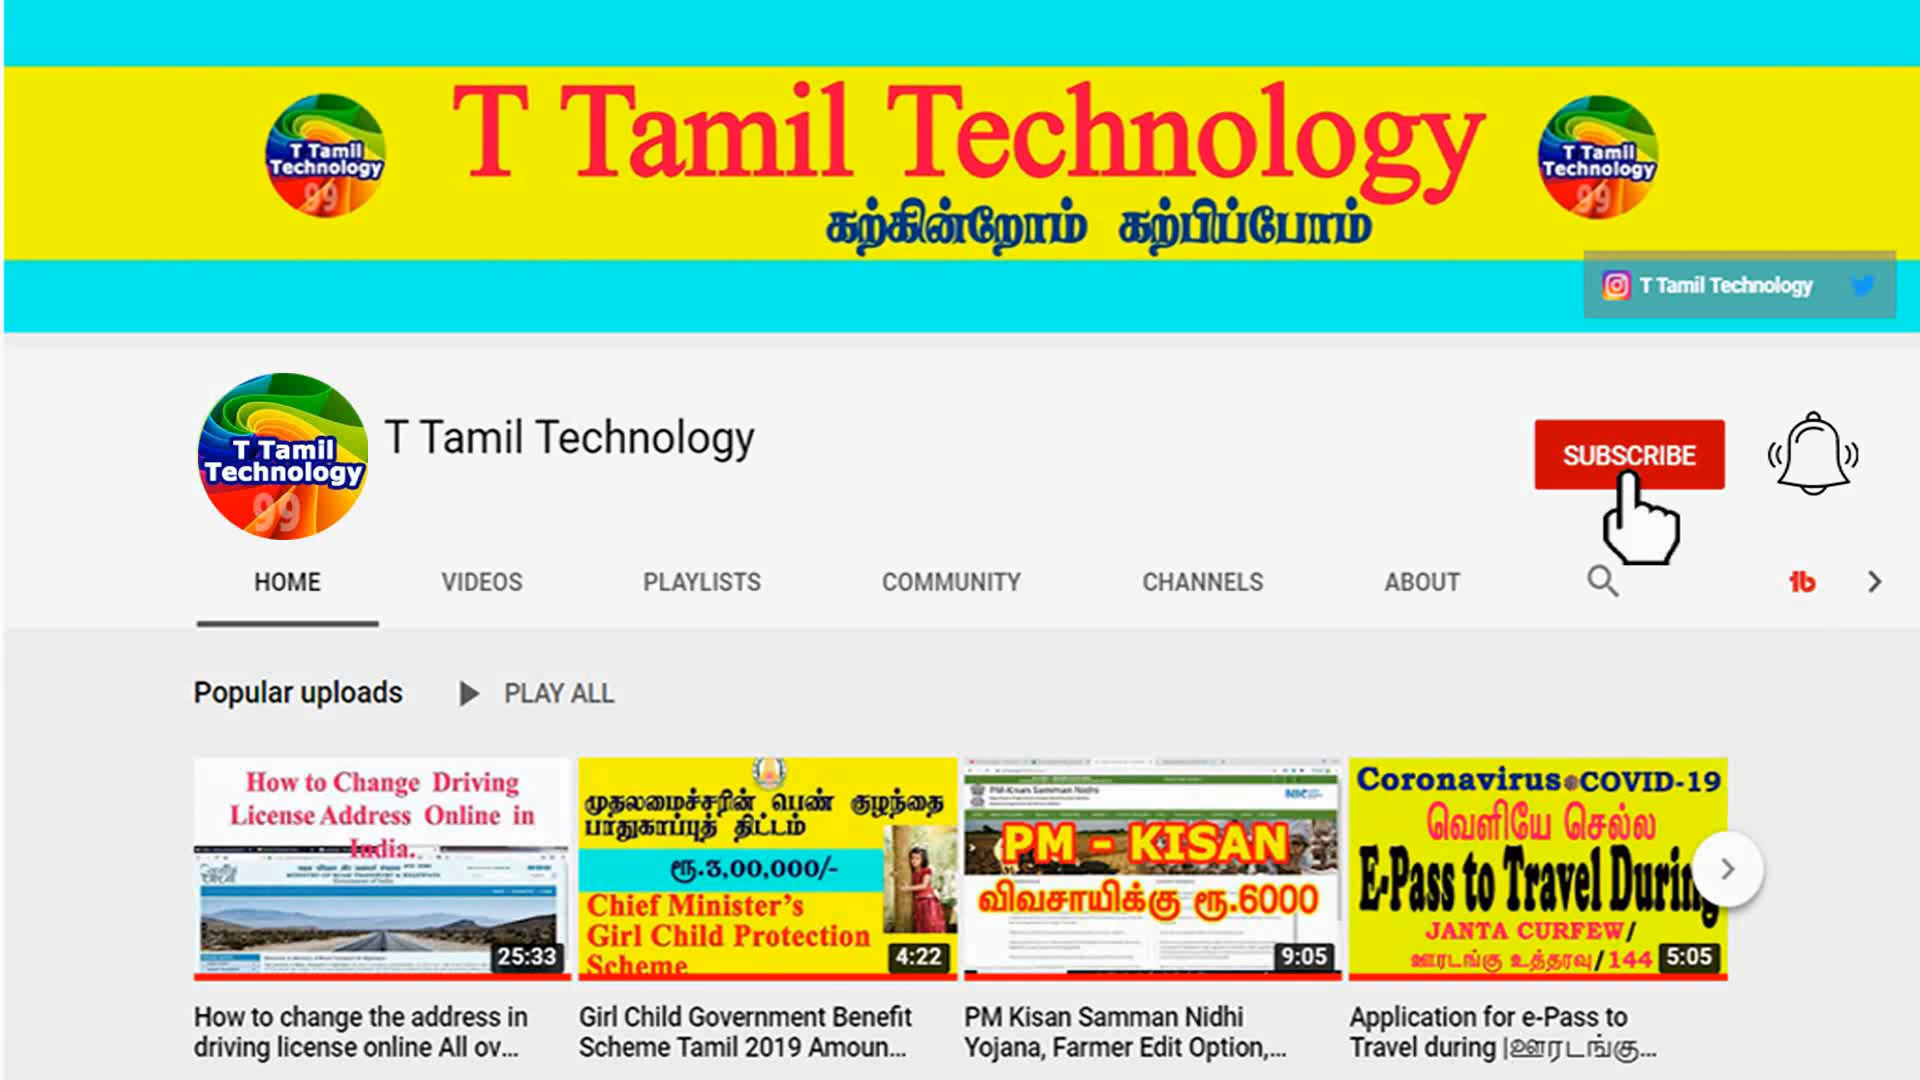 T Tamil Technology
கற்கின்றோம் கற்பிப்போம்
T Tamil
Technology
99
T Tamil
Technology
99
T Tamil Technology
T Tamil
Technology
99
T Tamil Technology
SUBSCRIBE
HOME VIDEOS PLAYLISTS COMMUNITY CHANNELS ABOUT
Popular uploads PLAY ALL
How to Change Driving
License Address Online in
India.
25:33
முதலமைச்சரின் பெண் குழந்தை
பாதுகாப்புத் திட்டம்
ரூ.3,00,000/-
Chief Minister's
Girl Child Protection
Scheme
4:22
PM-Kisan Samman Nidhi
NIC
PM - KISAN
விவசாயிக்கு ரூ.6000
9:05
Coronavirus COVID-19
வெளியே செல்ல
E-Pass to Travel During
JANTA CURFEW/
ஊரடங்கு உத்தரவு/144
5:05
How to change the address in
driving license online All ov...
Girl Child Government Benefit
Scheme Tamil 2019 Amoun...
PM Kisan Samman Nidhi
Yojana, Farmer Edit Option,...
Application for e-Pass to
Travel during |ஊரடங்கு...